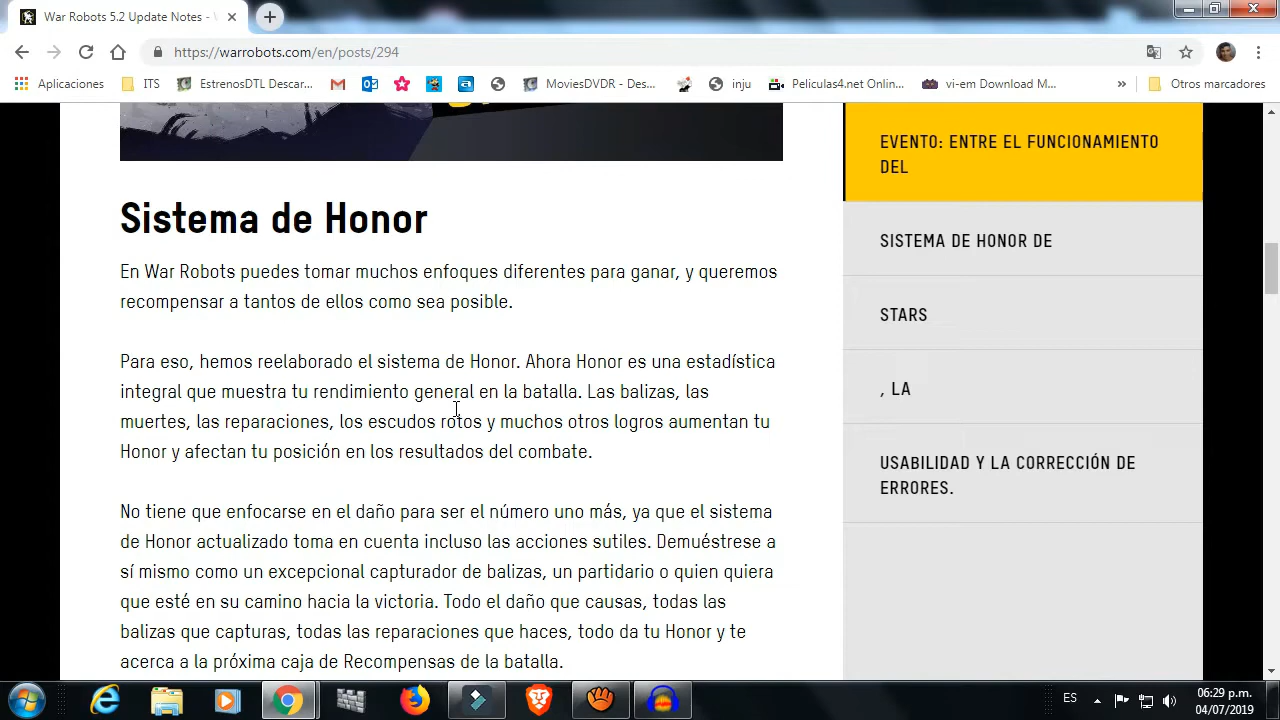 War Robots 5.2 Update Notes -
https://warrobots.com/en/posts/294
Aplicaciones
ITS
EstrenosDTL Descar...
MoviesDVDR - Des...
inju
Peliculas4.net Onlin...
vi-em Download M...
»
Otros marcadores
Sistema de Honor
En War Robots puedes tomar muchos enfoques diferentes para ganar, y queremos
recompensar a tantos de ellos como sea posible.
Para eso, hemos reelaborado el sistema de Honor. Ahora Honor es una estadística
integral que muestra tu rendimiento general en la batalla. Las balizas, las
muertes, las reparaciones, los escudos rotos y muchos otros logros aumentan tu
Honor y afectan tu posición en los resultados del combate.
No tiene que enfocarse en el daño para ser el número uno más, ya que el sistema
de Honor actualizado toma en cuenta incluso las acciones sutiles. Demuéstrese a
sí mismo como un excepcional capturador de balizas, un partidario o quien quiera
que esté en su camino hacia la victoria. Todo el daño que causas, todas las
balizas que capturas, todas las reparaciones que haces, todo da tu Honor y te
acerca a la próxima caja de Recompensas de la batalla.
EVENTO: ENTRE EL FUNCIONAMIENTO
DEL
SISTEMA DE HONOR DE
STARS
, LA
USABILIDAD Y LA CORRECCIÓN DE
ERRORES.
ES
06:29 p.m.
04/07/2019